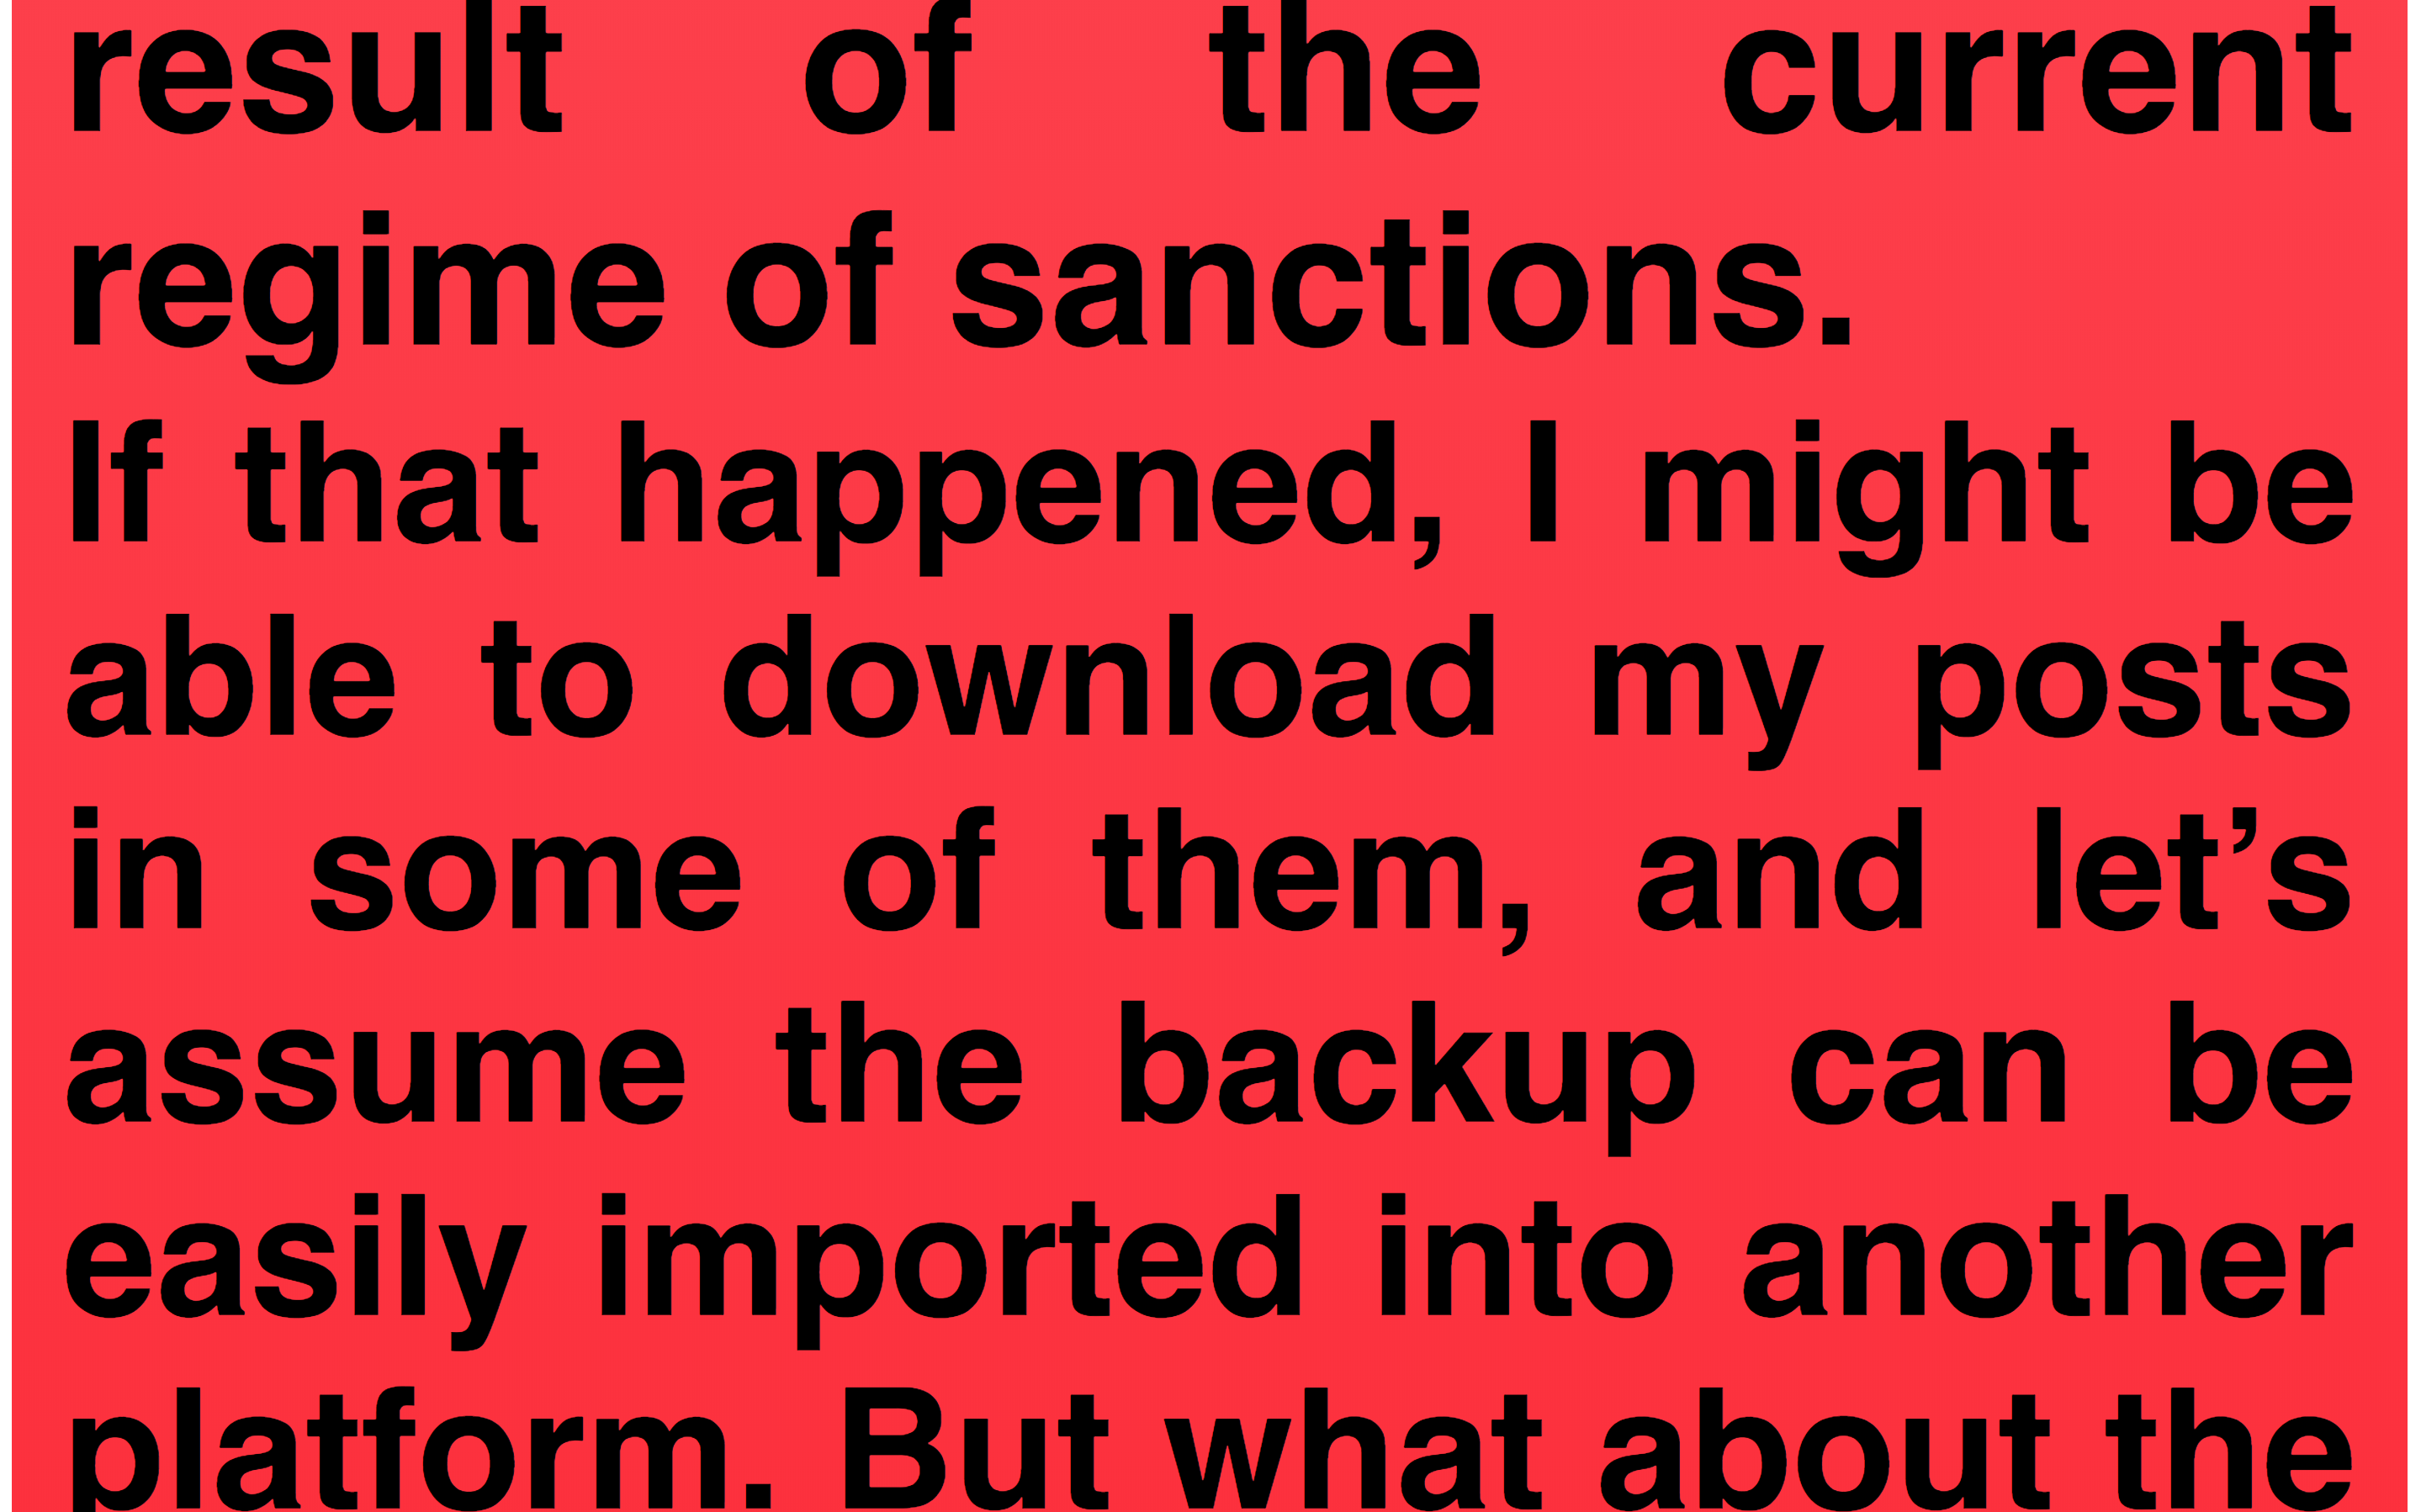 result of the current
regime of sanctions.
If that happened, I might be
able to download my posts
in some of them, and let’s
assume the backup can be
easily imported into another
platform. But what about the